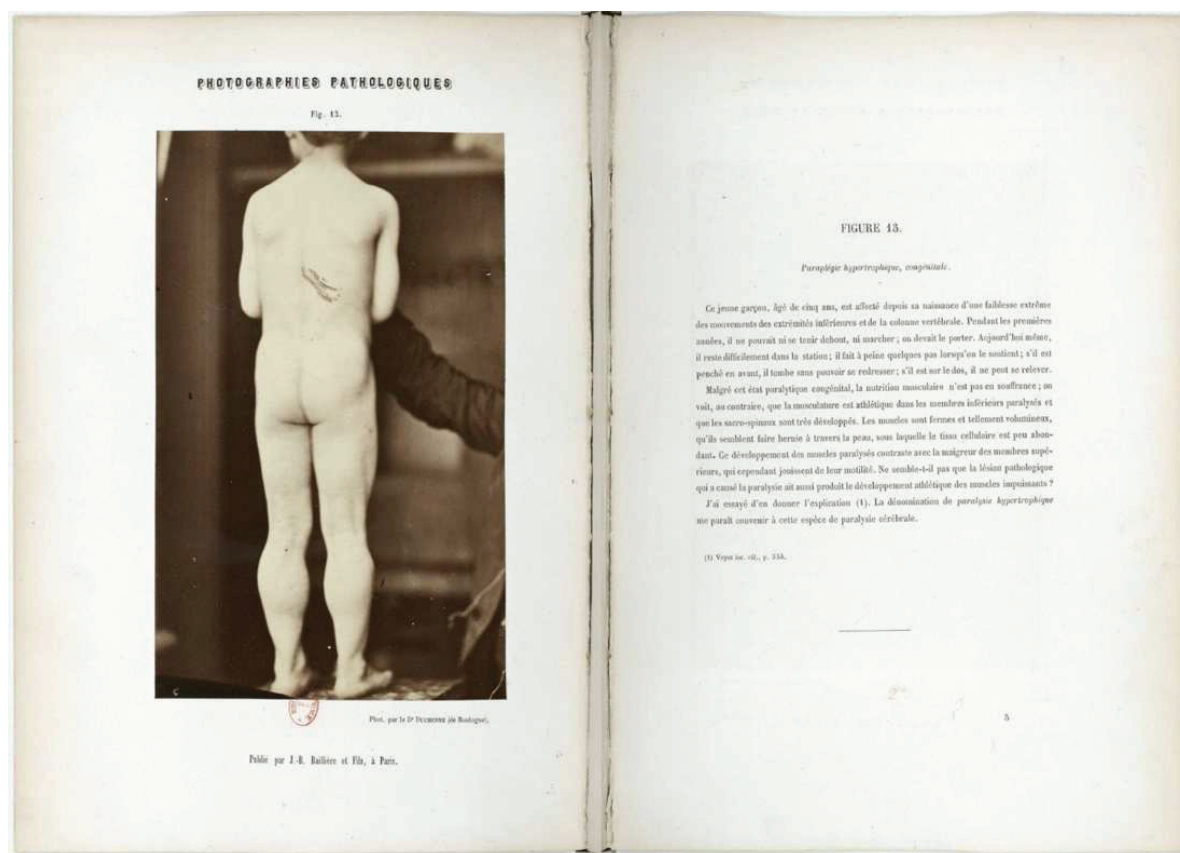 PHOTOGRAPHIES PATHOLOGIQUES
Fig. 13.
Phot. par le Dr DUCHENNE (de Boulogne).
Publié par J.-B. Baillière et Fils, à Paris.
FIGURE 13.
Paraplégie hypertrophique, congénitale.
Ce jeune garçon, âgé de cinq ans, est affecté depuis sa naissance d'une faiblesse extrême
des mouvements des extrémités inférieures et de la colonne vertébrale. Pendant les premières
années, il ne pouvait ni se tenir debout, ni marcher ; on devait le porter. Aujourd'hui même,
il reste difficilement dans la station ; il fait à peine quelques pas lorsqu'on le soutient ; s'il est
penché en avant, il tombe sans pouvoir se redresser ; s'il est sur le dos, il ne peut se relever.
Malgré cet état paralytique congénital, la nutrition musculaire n'est pas en souffrance ; on
voit, au contraire, que la musculature est athlétique dans les membres inférieurs paralysés et
que les sacro-spinaux sont très développés. Les muscles sont fermes et tellement volumineux,
qu'ils semblent faire hernie à travers la peau, sous laquelle le tissu cellulaire est peu abon-
dant. Ce développement des muscles paralysés contraste avec la maigreur des membres supé-
rieurs, qui cependant jouissent de leur motilité. Ne semble-t-il pas que la lésion pathologique
qui a causé la paralysie ait aussi produit le développement athlétique des muscles impuissants ?
J'ai essayé d'en donner l'explication (1). La dénomination de paralysie hypertrophique
me paraît convenir à cette espèce de paralysie cérébrale.
(1) Voyez loc. cit., p.
5